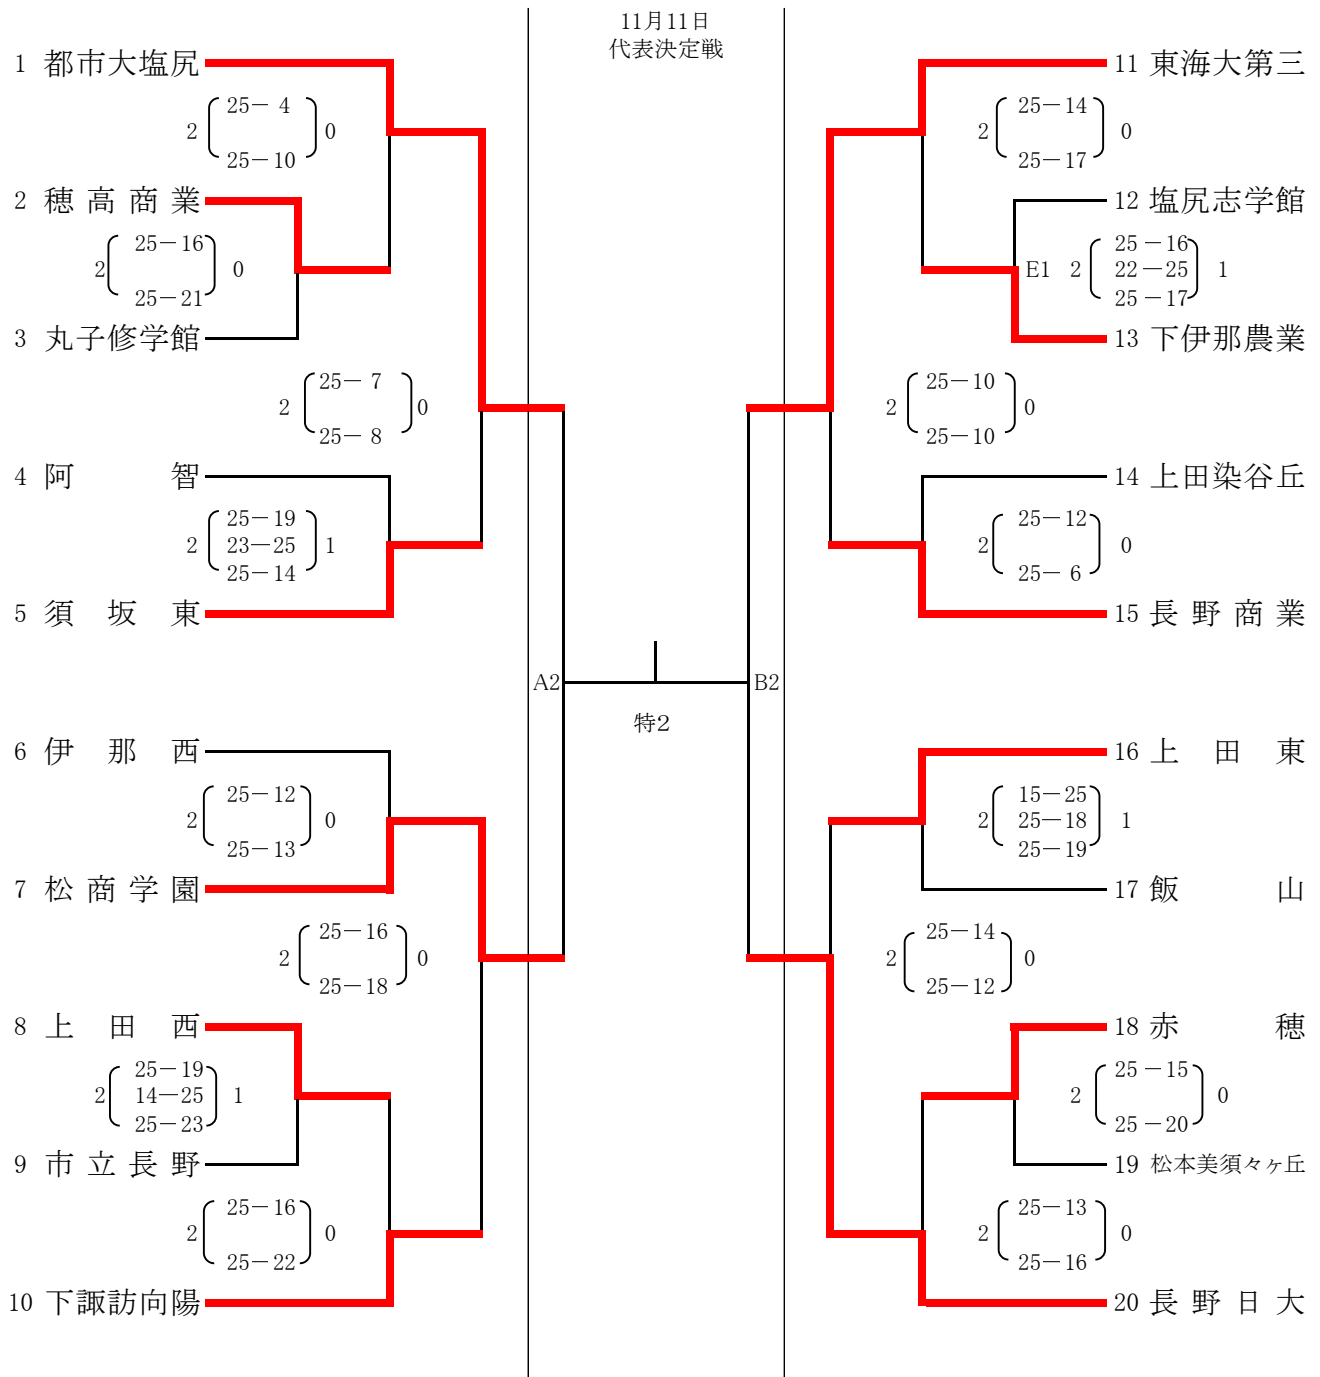 11月11日
代表決定戦
1 都市大塩尻
25－ 4
2 0
25－10
2 穂高商業
25－16
2 0
25－21
3 丸子修学館
25－ 7
2 0
25－ 8
4 阿智
25－19
2 23－25 1
25－14
5 須坂東
6 伊那西
25－12
2 0
25－13
7 松商学園
25－16
2 0
25－18
8 上田西
25－19
2 14－25 1
25－23
9 市立長野
25－16
2 0
25－22
10 下諏訪向陽
A2
B2
特2
11 東海大第三
25－14
2 0
25－17
12 塩尻志学館
25－16
E1 2 22－25 1
25－17
13 下伊那農業
25－10
2 0
25－10
14 上田染谷丘
25－12
2 0
25－ 6
15 長野商業
16 上田東
15－25
2 25－18 1
25－19
17 飯山
25－14
2 0
25－12
18 赤穂
25－15
2 0
25－20
19 松本美須々ヶ丘
25－13
2 0
25－16
20 長野日大